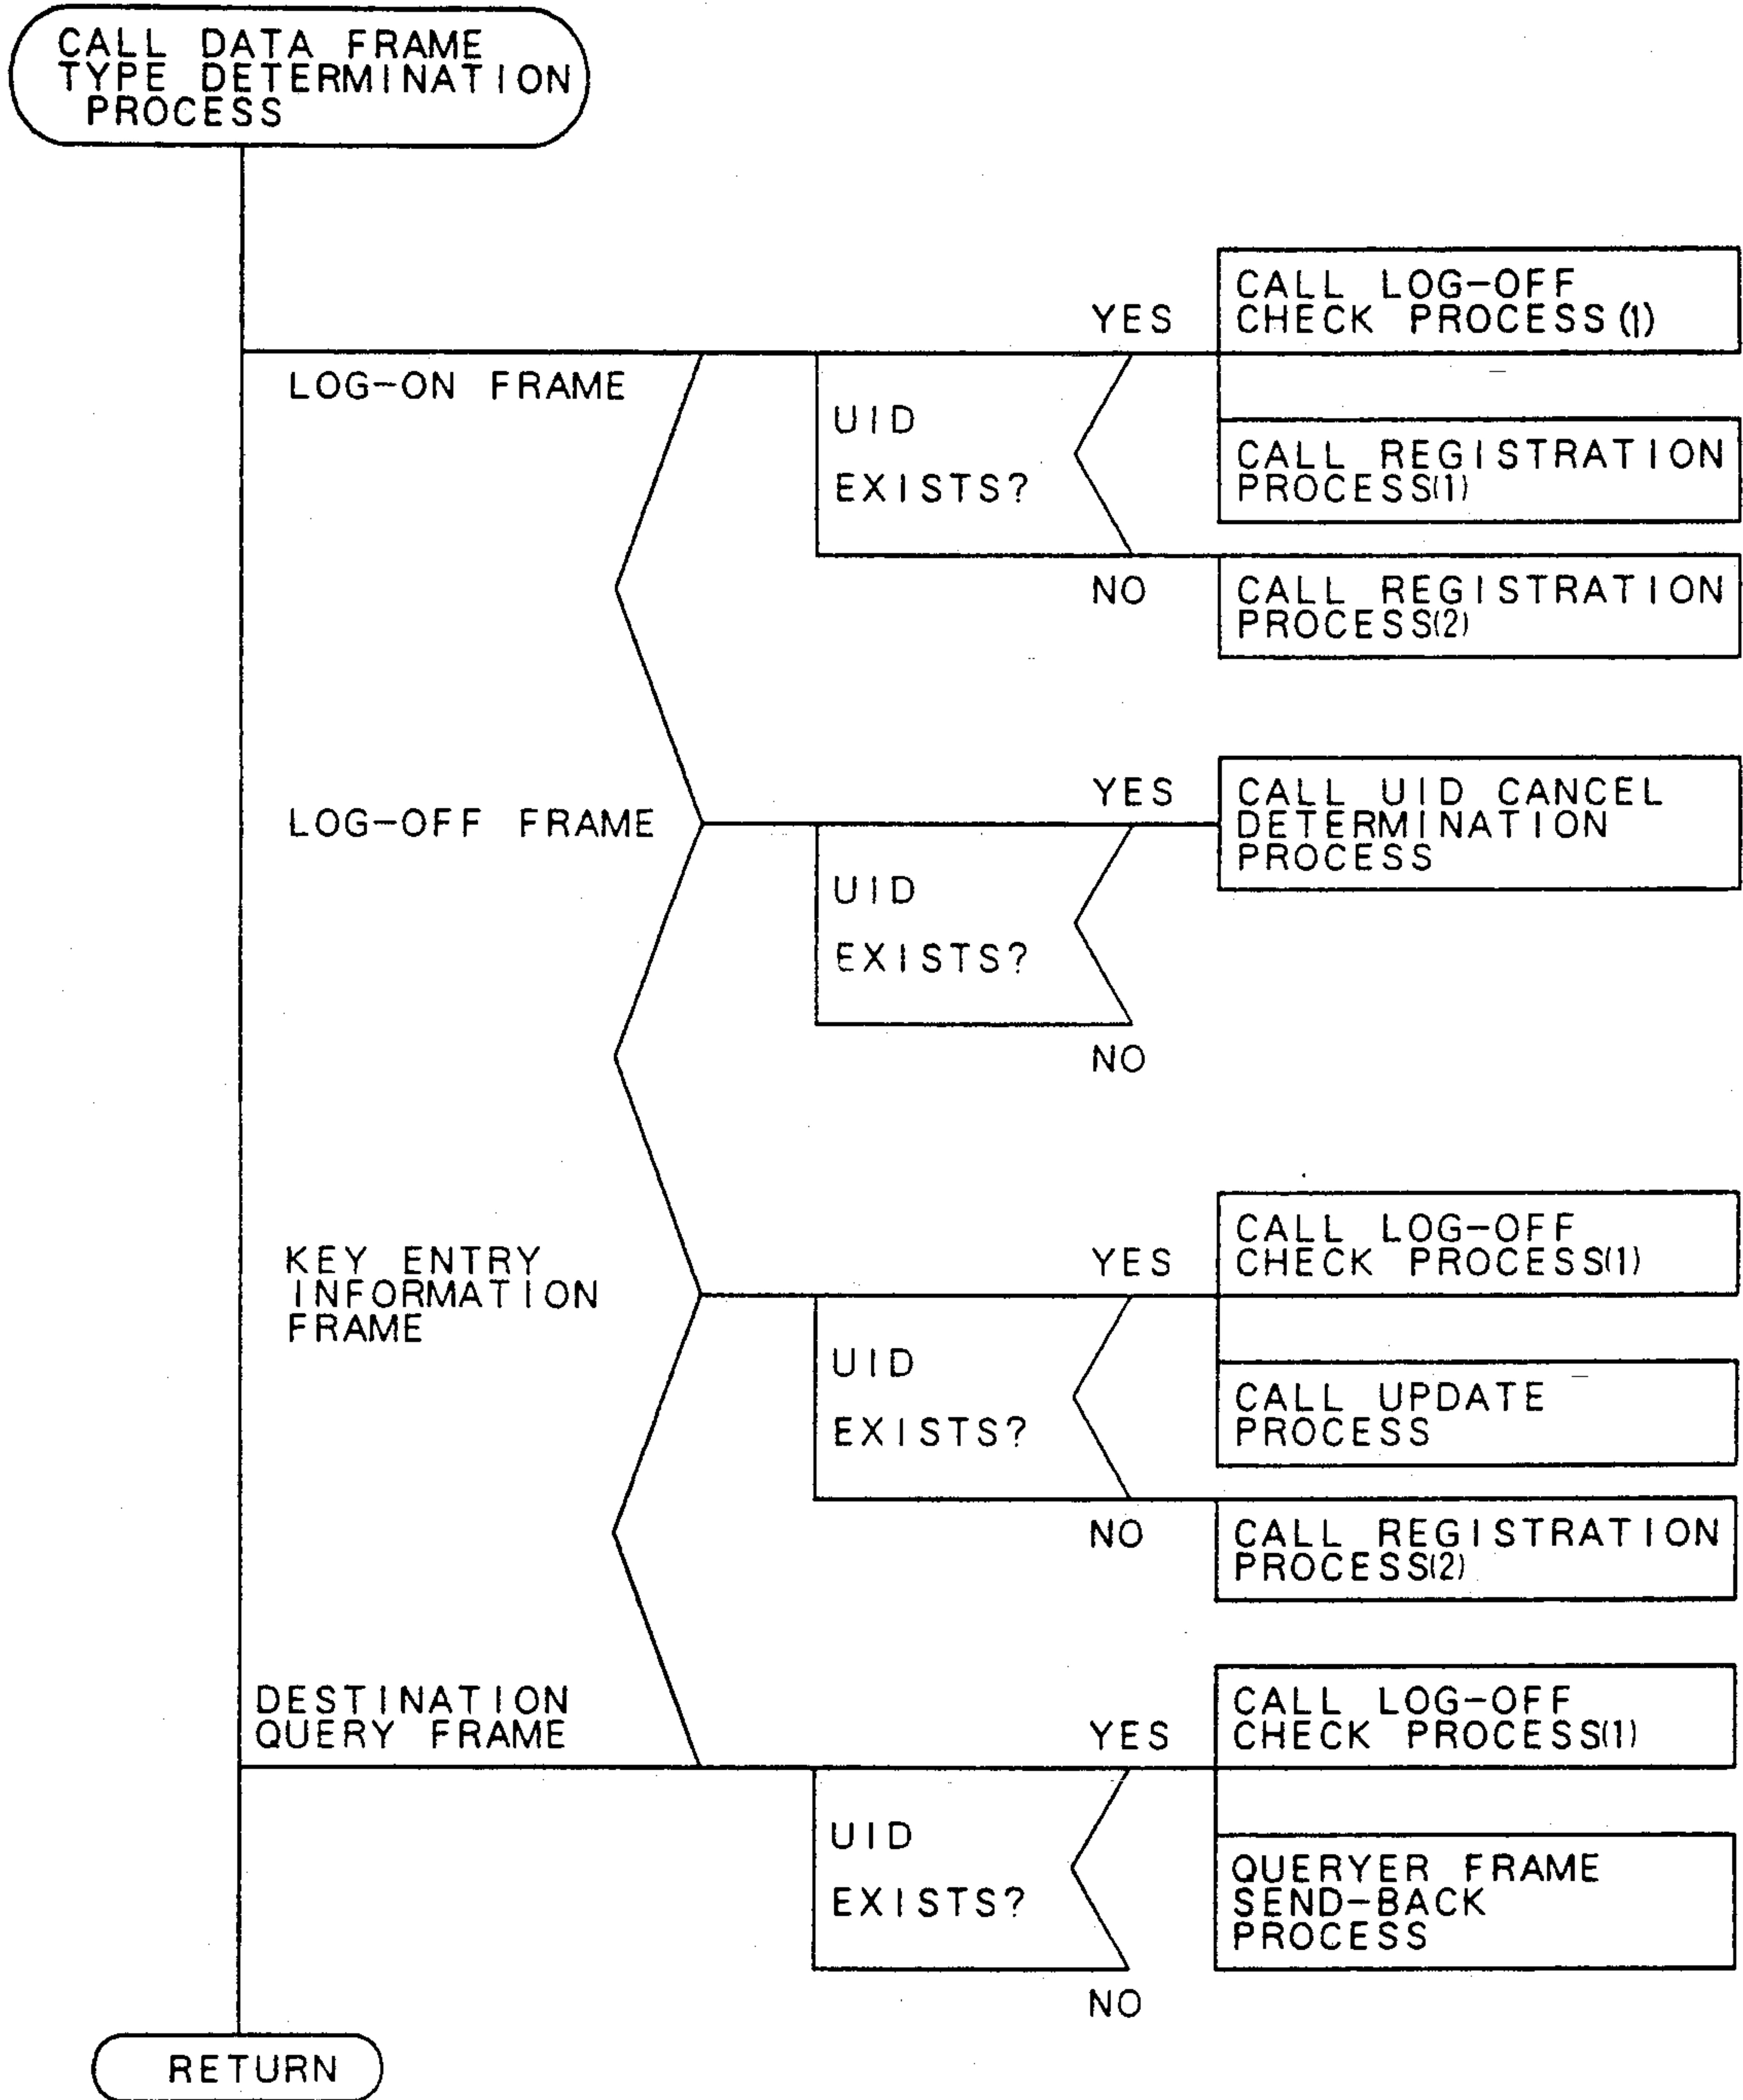 CALL DATA FRAME
TYPE DETERMINATION
PROCESS
LOG-ON FRAME
UID
EXISTS?
YES
CALL LOG-OFF
CHECK PROCESS(1)
CALL REGISTRATION
PROCESS(1)
NO
CALL REGISTRATION
PROCESS(2)
LOG-OFF FRAME
UID
EXISTS?
YES
CALL UID CANCEL
DETERMINATION
PROCESS
NO
KEY ENTRY
INFORMATION
FRAME
UID
EXISTS?
YES
CALL LOG-OFF
CHECK PROCESS(1)
CALL UPDATE
PROCESS
NO
CALL REGISTRATION
PROCESS(2)
DESTINATION
QUERY FRAME
UID
EXISTS?
YES
CALL LOG-OFF
CHECK PROCESS(1)
QUERYER FRAME
SEND-BACK
PROCESS
NO
RETURN